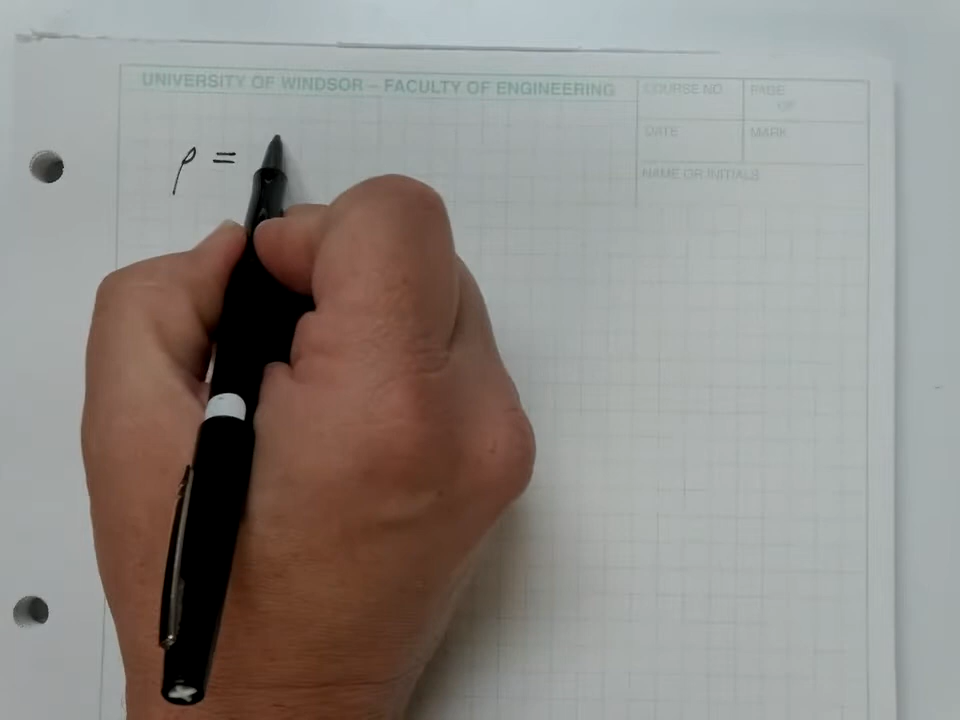 UNIVERSITY OF WINDSOR – FACULTY OF ENGINEERING
COURSE NO
PAGE
OF
DATE
MARK
NAME OR INITIALS
ρ =